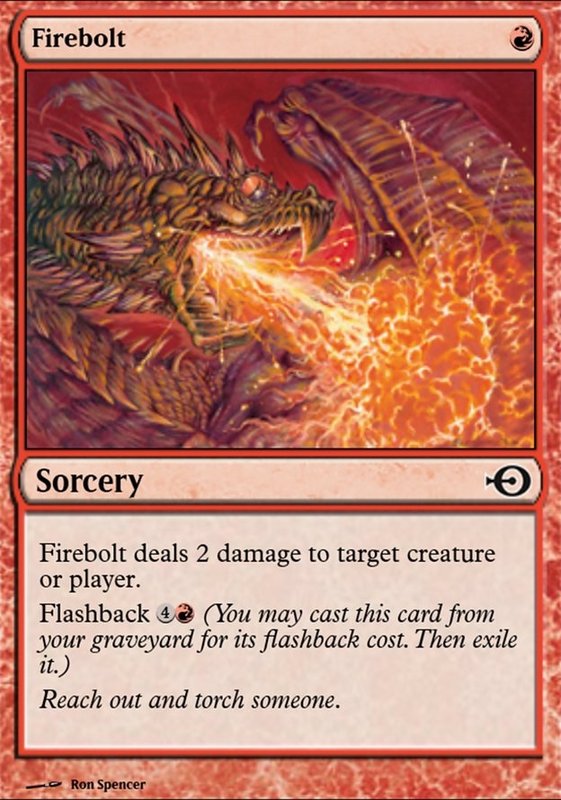 Firebolt
Sorcery
Firebolt deals 2 damage to target creature
or player.
Flashback 4 (You may cast this card from
your graveyard for its flashback cost. Then exile
it.)
Reach out and torch someone.
Ron Spencer